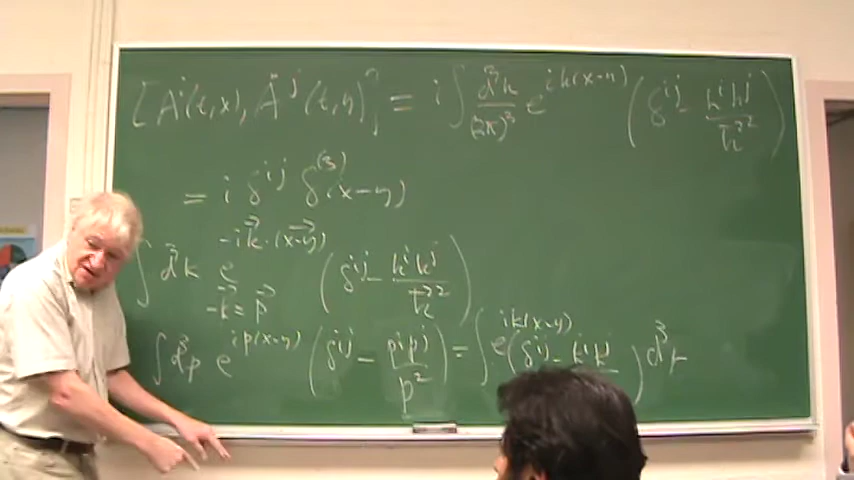 [A^i(t,x), Ȧ^j(t,y)] = i ∫ d³k/(2π)³ e^{ik(x-y)} (δ^{ij} - k^i k^j / k⃗²)
= i δ^{ij} δ^{(3)}(x-y)
∫ d³k e^{-ik⃗·(x⃗-y⃗)} (δ^{ij} - k^i k^j / k⃗²)
-k⃗ = p⃗
∫ d³p e^{ip(x-y)} (δ^{ij} - p^i p^j / p²) = ∫ e^{ik(x-y)} (δ^{ij} - k^i k^j / ) d³k